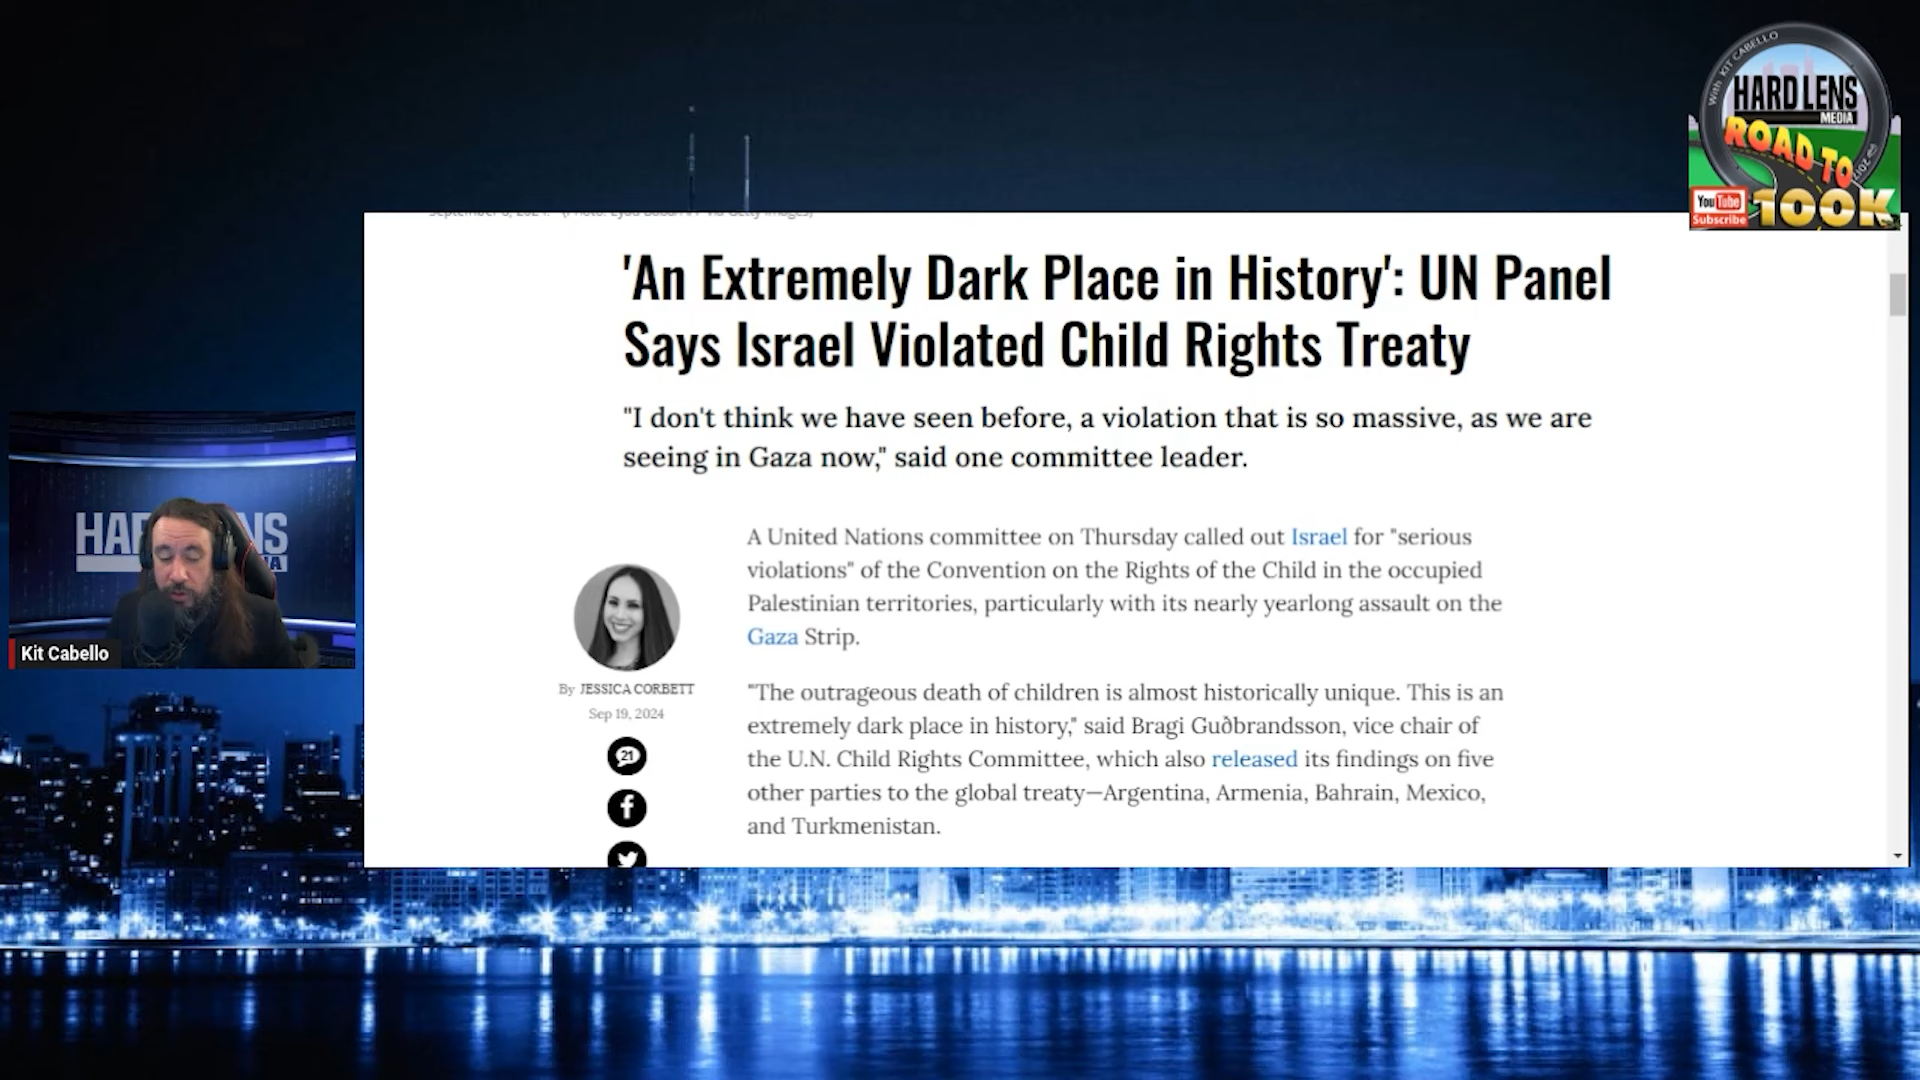 With KIT CABELLO
HARD LENS
MEDIA
ROAD TO
YouTube
Subscribe
100K
'An Extremely Dark Place in History': UN Panel
Says Israel Violated Child Rights Treaty
"I don't think we have seen before, a violation that is so massive, as we are
seeing in Gaza now," said one committee leader.
A United Nations committee on Thursday called out Israel for "serious
violations" of the Convention on the Rights of the Child in the occupied
Palestinian territories, particularly with its nearly yearlong assault on the
Gaza Strip.
By JESSICA CORBETT
Sep 19, 2024
21
"The outrageous death of children is almost historically unique. This is an
extremely dark place in history," said Bragi Guðbrandsson, vice chair of
the U.N. Child Rights Committee, which also released its findings on five
other parties to the global treaty—Argentina, Armenia, Bahrain, Mexico,
and Turkmenistan.
Kit Cabello